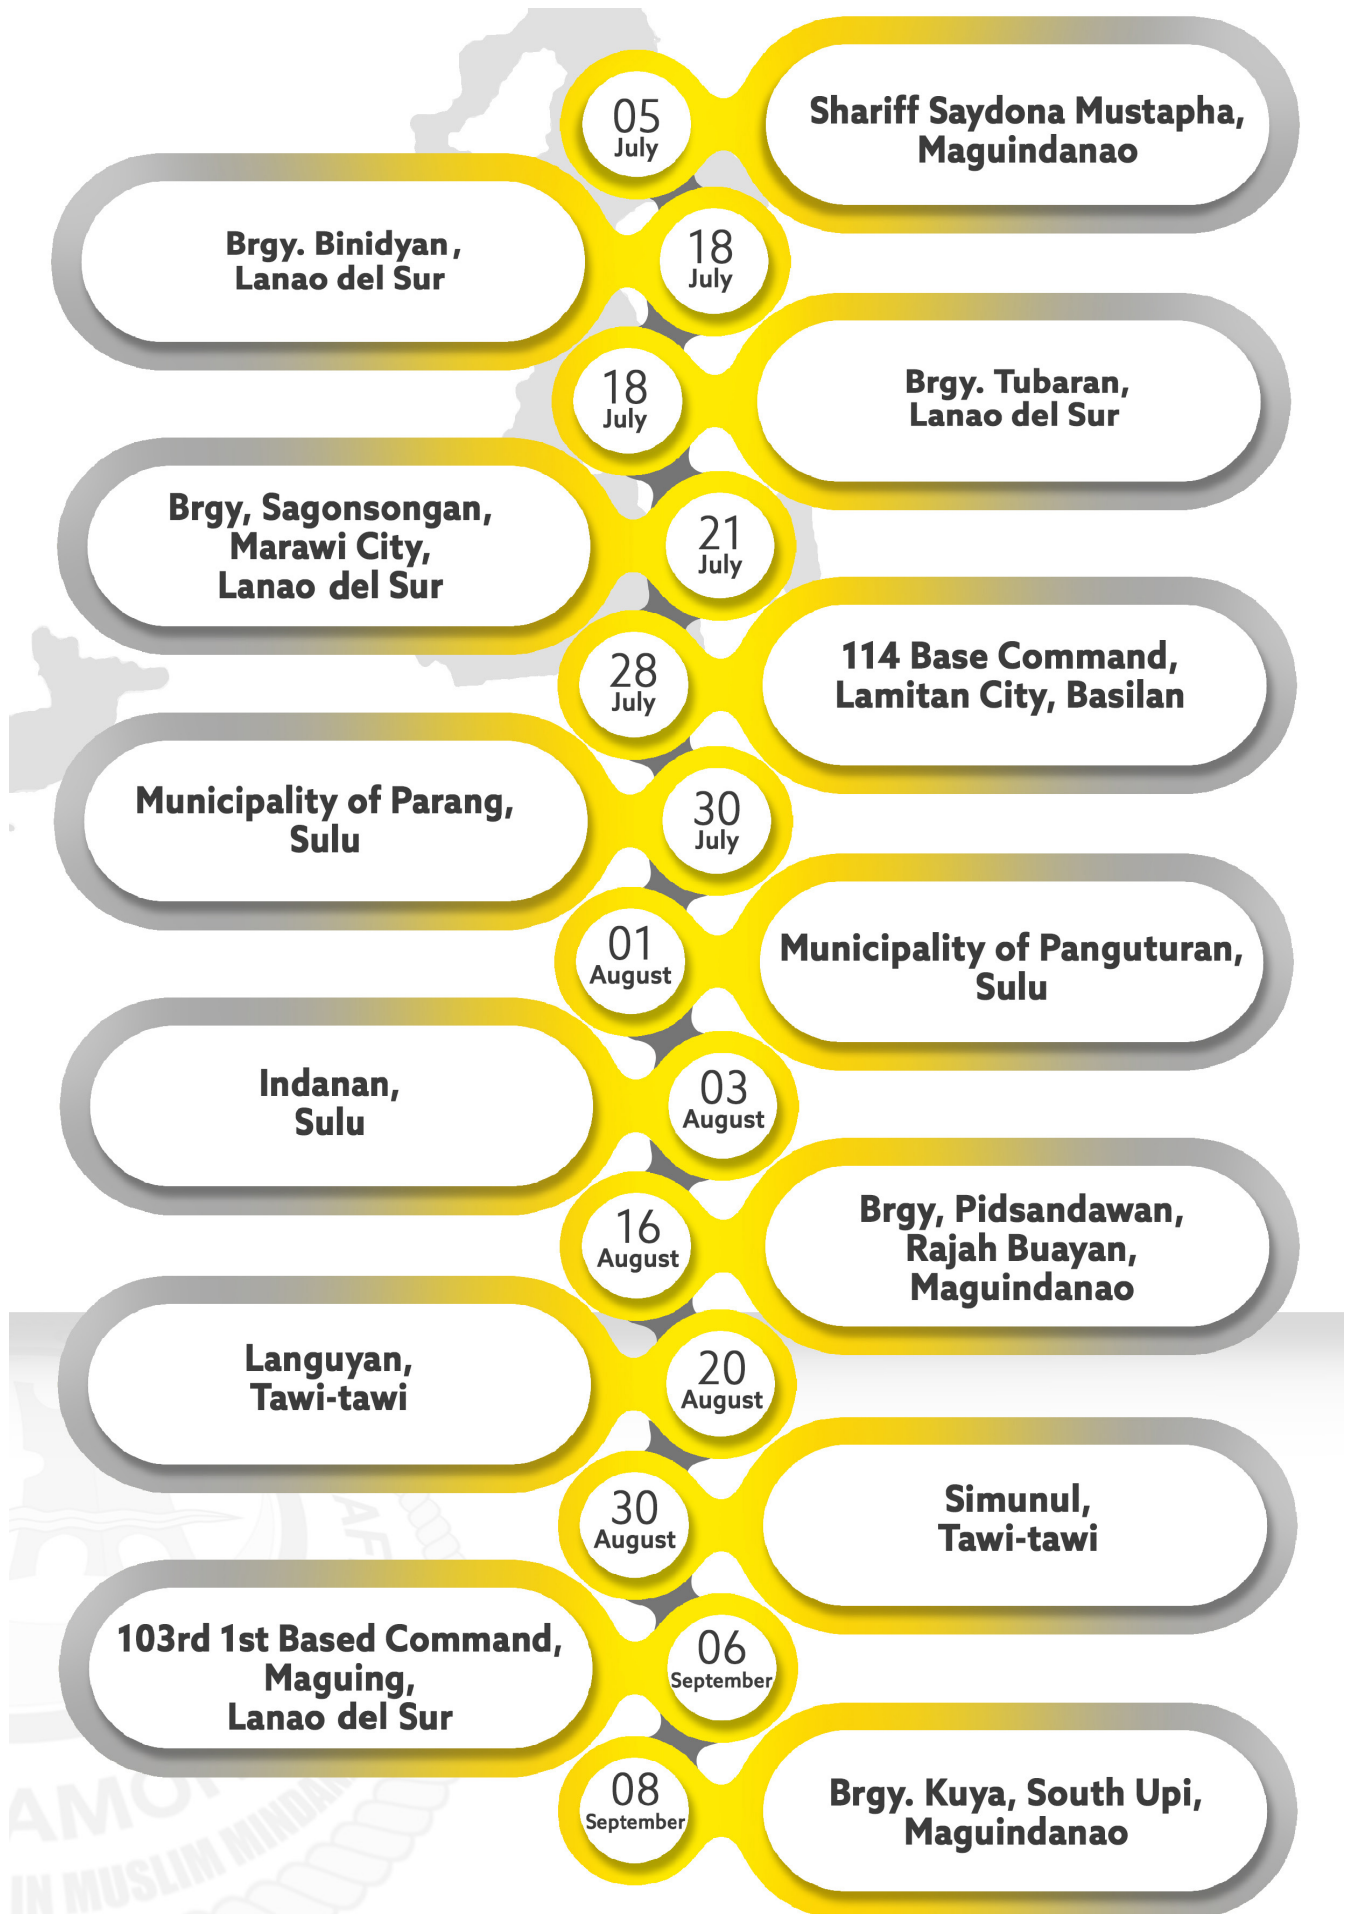 05
July
Shariff Saydona Mustapha,
Maguindanao
Brgy. Binidyan,
Lanao del Sur
18
July
18
July
Brgy. Tubaran,
Lanao del Sur
Brgy, Sagonsongan,
Marawi City,
Lanao del Sur
21
July
28
July
114 Base Command,
Lamitan City, Basilan
Municipality of Parang,
Sulu
30
July
01
August
Municipality of Panguturan,
Sulu
Indanan,
Sulu
03
August
16
August
Brgy, Pidsandawan,
Rajah Buayan,
Maguindanao
Languyan,
Tawi-tawi
20
August
30
August
Simunul,
Tawi-tawi
103rd 1st Based Command,
Maguing,
Lanao del Sur
06
September
08
September
Brgy. Kuya, South Upi,
Maguindanao
IN MUSLIM MINDANA